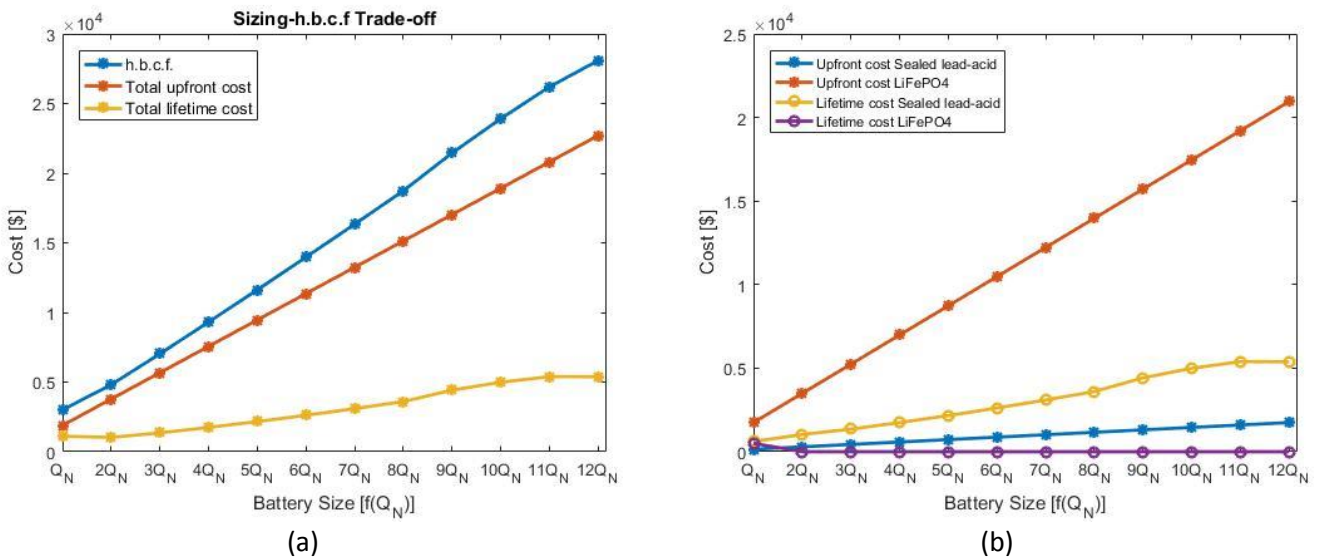 Sizing-h.b.c.f Trade-off
×10⁴
3
2.5
2
1.5
1
0.5
0
Cost [$]
h.b.c.f.
Total upfront cost
Total lifetime cost
Q_N 2Q_N 3Q_N 4Q_N 5Q_N 6Q_N 7Q_N 8Q_N 9Q_N 10Q_N 11Q_N 12Q_N
Battery Size [f(Q_N)]
(a)
×10⁴
2.5
2
1.5
1
0.5
0
Cost [$]
Upfront cost Sealed lead-acid
Upfront cost LiFePO4
Lifetime cost Sealed lead-acid
Lifetime cost LiFePO4
Q_N 2Q_N 3Q_N 4Q_N 5Q_N 6Q_N 7Q_N 8Q_N 9Q_N 10Q_N 11Q_N 12Q_N
Battery Size [f(Q_N)]
(b)